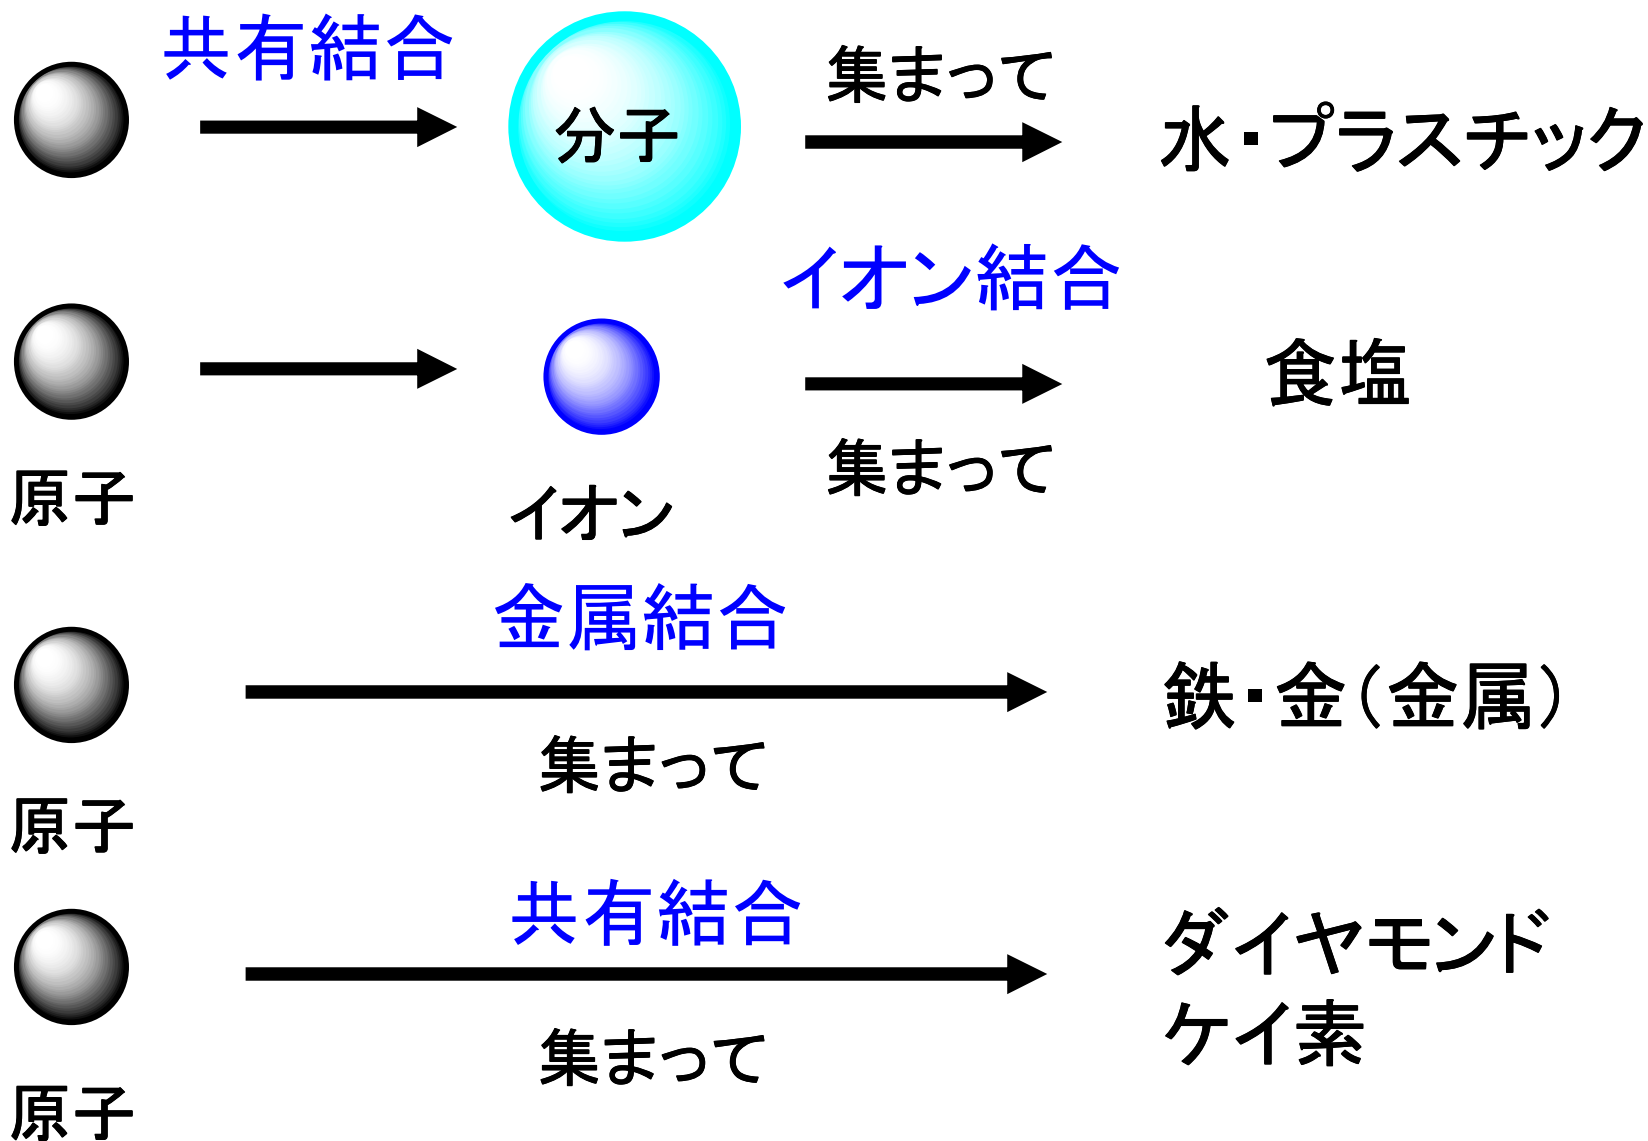 共有結合
分子
集まって
水・プラスチック
イオン結合
食塩
集まって
原子
イオン
金属結合
鉄・金（金属）
集まって
原子
共有結合
ダイヤモンド
ケイ素
集まって
原子